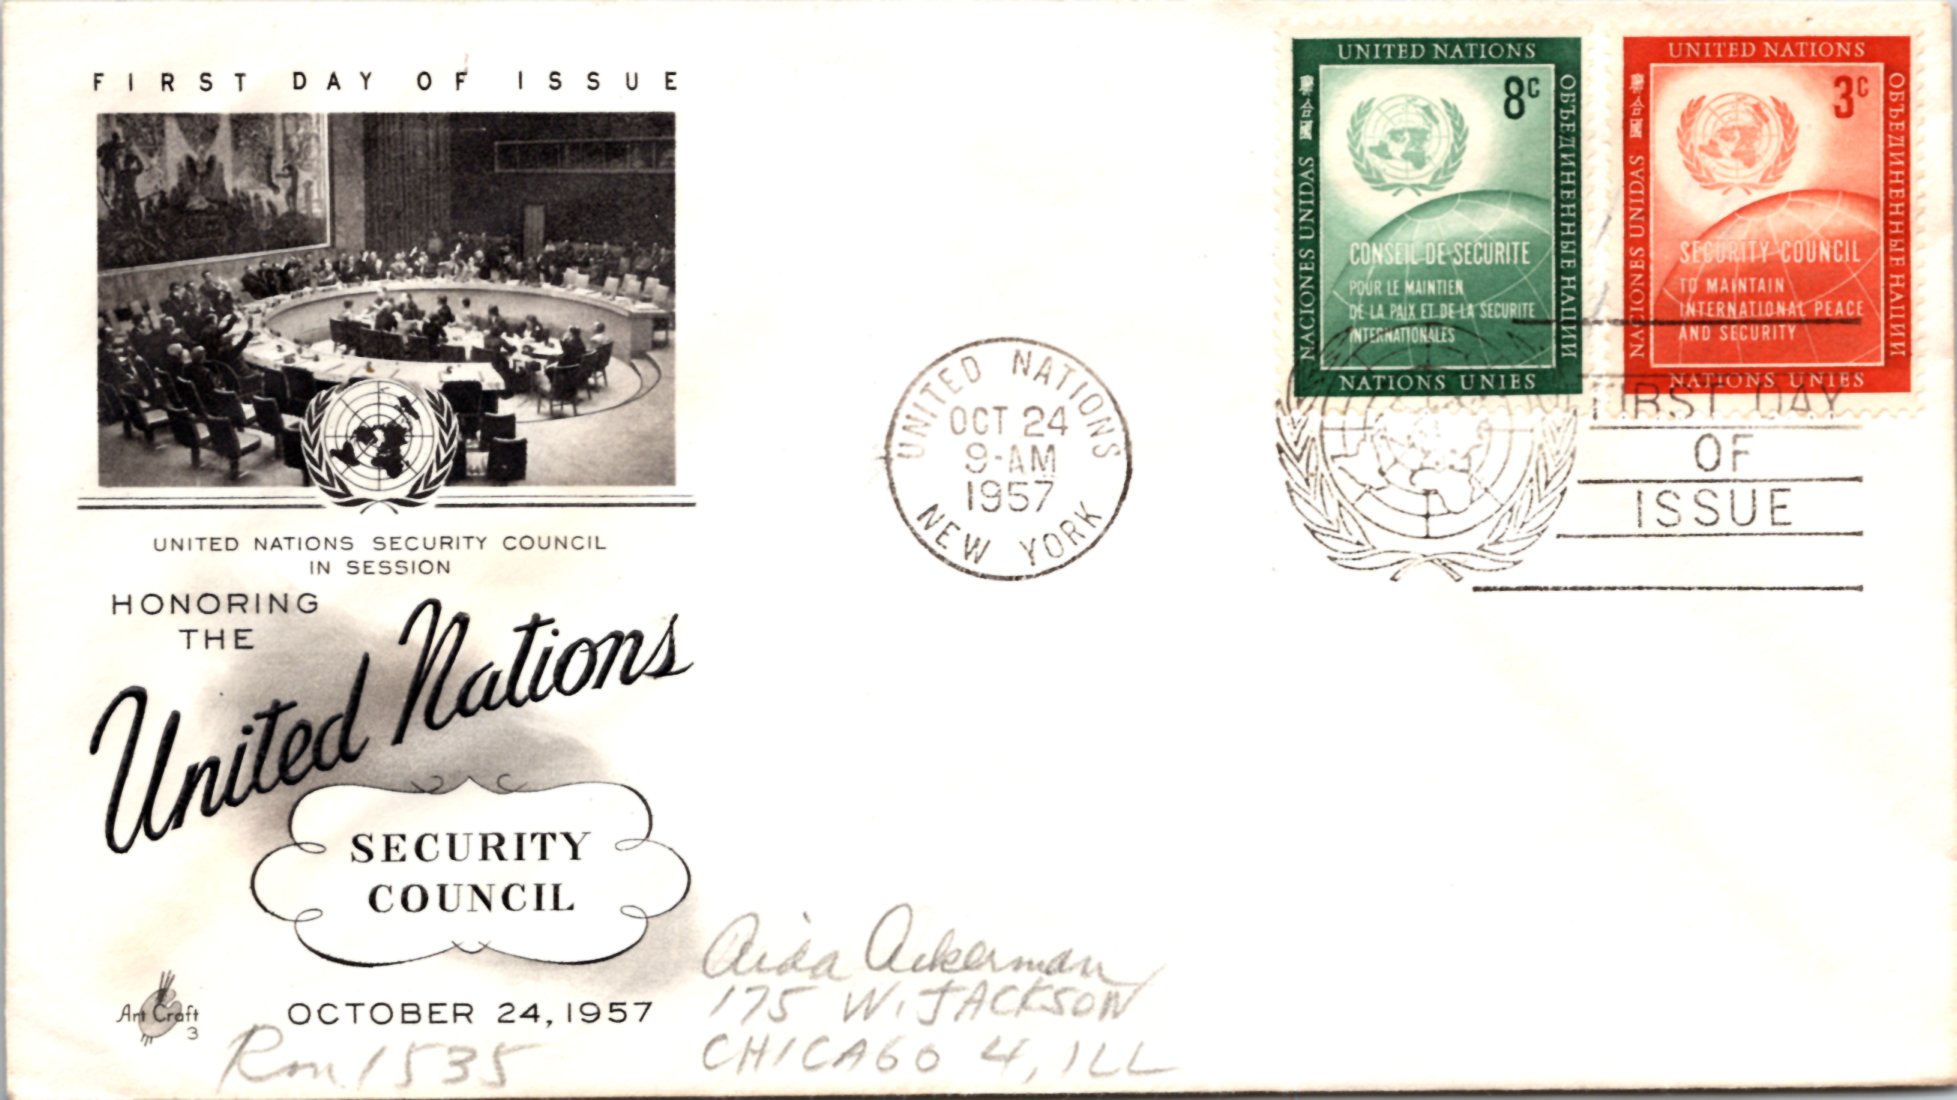 FIRST DAY OF ISSUE
UNITED NATIONS SECURITY COUNCIL
IN SESSION
HONORING
THE
United Nations
SECURITY
COUNCIL
OCTOBER 24, 1957
Art Craft
3
Rm 1535
Aida Ackerman
175 W. JACKSON
CHICAGO 4, ILL
UNITED NATIONS
OCT 24
9-AM
1957
NEW YORK
UNITED NATIONS
8c
NACIONES UNIDAS
ОБЪЕДИНЕННЫЕ НАЦИИ
CONSEIL DE SECURITE
POUR LE MAINTIEN
DE LA PAIX ET DE LA SECURITE
INTERNATIONALES
NATIONS UNIES
UNITED NATIONS
3c
NACIONES UNIDAS
ОБЪЕДИНЕННЫЕ НАЦИИ
SECURITY COUNCIL
TO MAINTAIN
INTERNATIONAL PEACE
AND SECURITY
NATIONS UNIES
FIRST DAY
OF
ISSUE